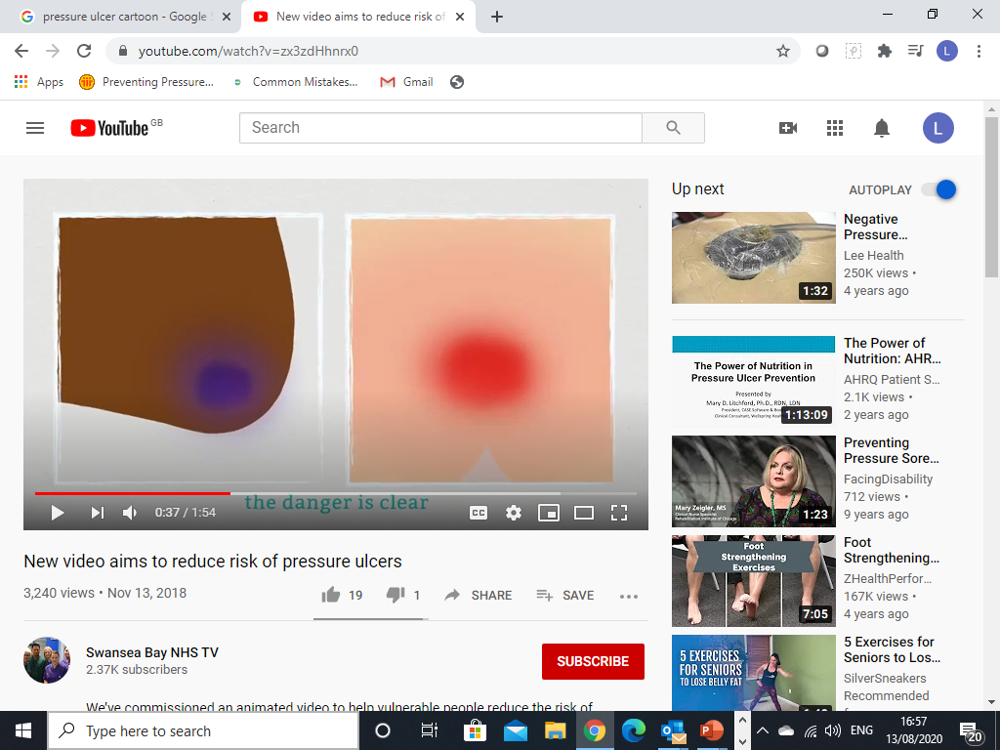 pressure ulcer cartoon - Google S
New video aims to reduce risk of
youtube.com/watch?v=zx3zdHhnrx0
L
Apps
Preventing Pressure...
Common Mistakes...
Gmail
YouTube GB
Search
L
the danger is clear
0:37 / 1:54
CC
New video aims to reduce risk of pressure ulcers
3,240 views • Nov 13, 2018
19
1
SHARE
SAVE
Swansea Bay NHS TV
2.37K subscribers
SUBSCRIBE
We've commissioned an animated video to help vulnerable people reduce the risk of
Up next
AUTOPLAY
1:32
Negative
Pressure...
Lee Health
250K views •
4 years ago
The Power of Nutrition in
Pressure Ulcer Prevention
Presented by
Mary D. Litchford, Ph.D., RDN, LDN
1:13:09
The Power of
Nutrition: AHR...
AHRQ Patient S...
2.1K views •
2 years ago
Mary Zeigler, MS
1:23
Preventing
Pressure Sore...
FacingDisability
712 views •
9 years ago
Foot
Strengthening
Exercises
7:05
Foot
Strengthening...
ZHealthPerfor...
167K views •
4 years ago
5 EXERCISES
FOR SENIORS
TO LOSE BELLY FAT
5 Exercises for
Seniors to Los...
SilverSneakers
Recommended
Type here to search
ENG
16:57
13/08/2020
20